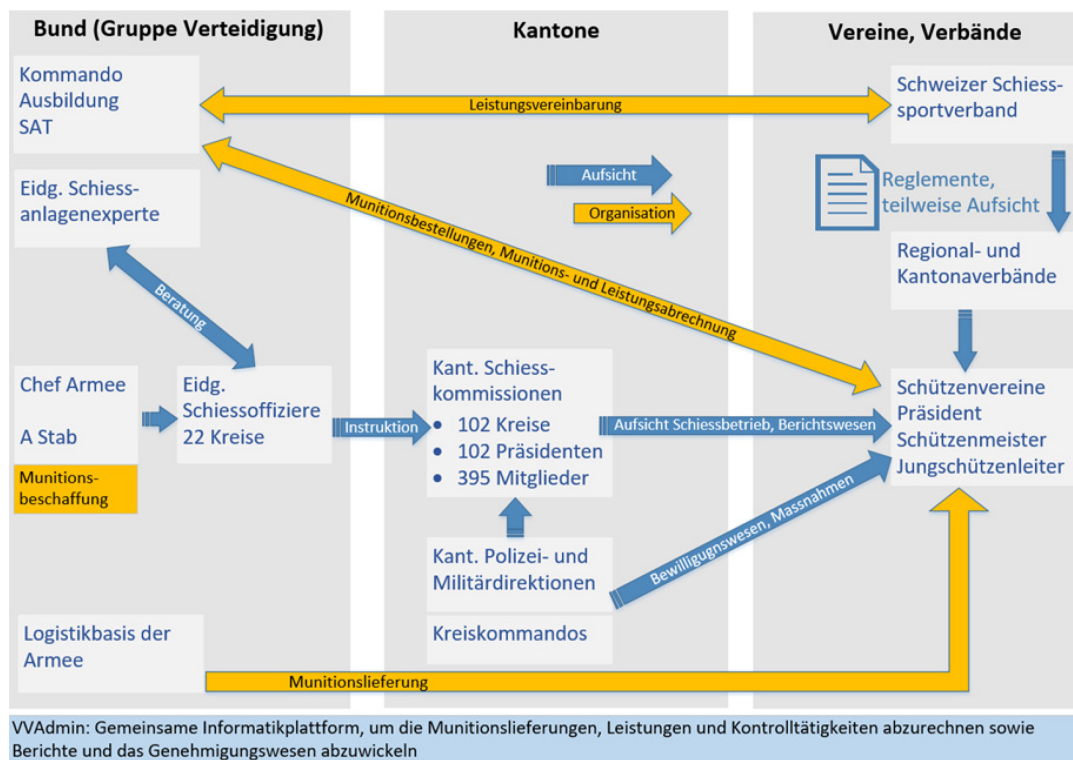 Bund (Gruppe Verteidigung)
Kommando
Ausbildung
SAT
Eidg. Schiess-
anlagenexperte
Beratung
Chef Armee
A Stab
Munitions-
beschaffung
Eidg.
Schiessoffiziere
22 Kreise
Logistikbasis der
Armee
Kantone
Leistungsvereinbarung
Aufsicht
Organisation
Munitionsbestellungen, Munitions- und Leistungsabrechnung
Instruktion
Kant. Schiess-
kommissionen
• 102 Kreise
• 102 Präsidenten
• 395 Mitglieder
Aufsicht Schiessbetrieb, Berichtswesen
Kant. Polizei- und
Militärdirektionen
Kreiskommandos
Bewilligugnswesen, Massnahmen
Munitionslieferung
Vereine, Verbände
Schweizer Schiess-
sportverband
Reglemente,
teilweise Aufsicht
Regional- und
Kantonaverbände
Schützenvereine
Präsident
Schützenmeister
Jungschützenleiter
VVAdmin: Gemeinsame Informatikplattform, um die Munitionslieferungen, Leistungen und Kontrolltätigkeiten abzurechnen sowie
Berichte und das Genehmigungswesen abzuwickeln